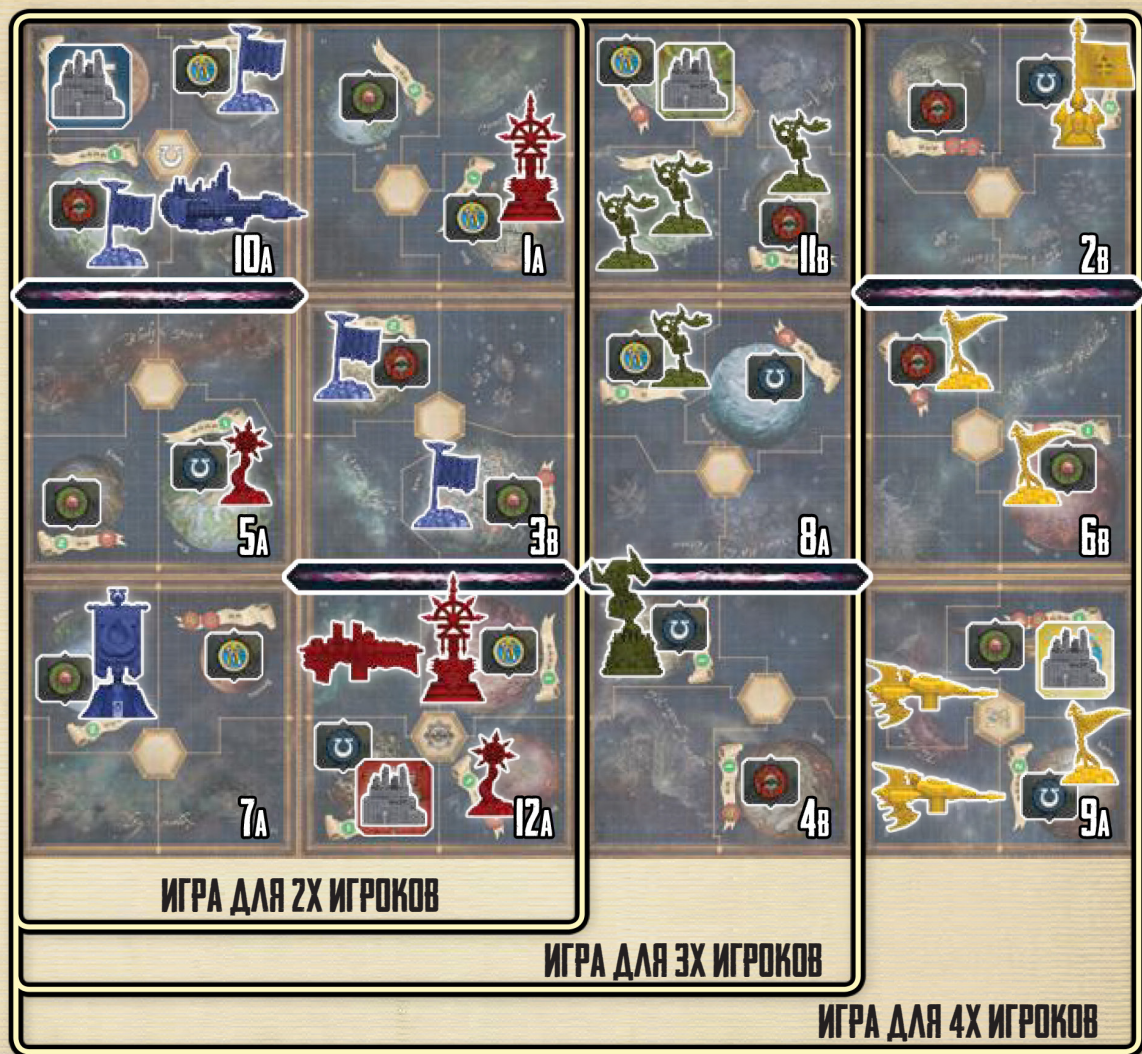 10A
1A
11B
2B
5A
3B
8A
6B
7A
12A
4B
9A
ИГРА ДЛЯ 2Х ИГРОКОВ
ИГРА ДЛЯ 3Х ИГРОКОВ
ИГРА ДЛЯ 4Х ИГРОКОВ